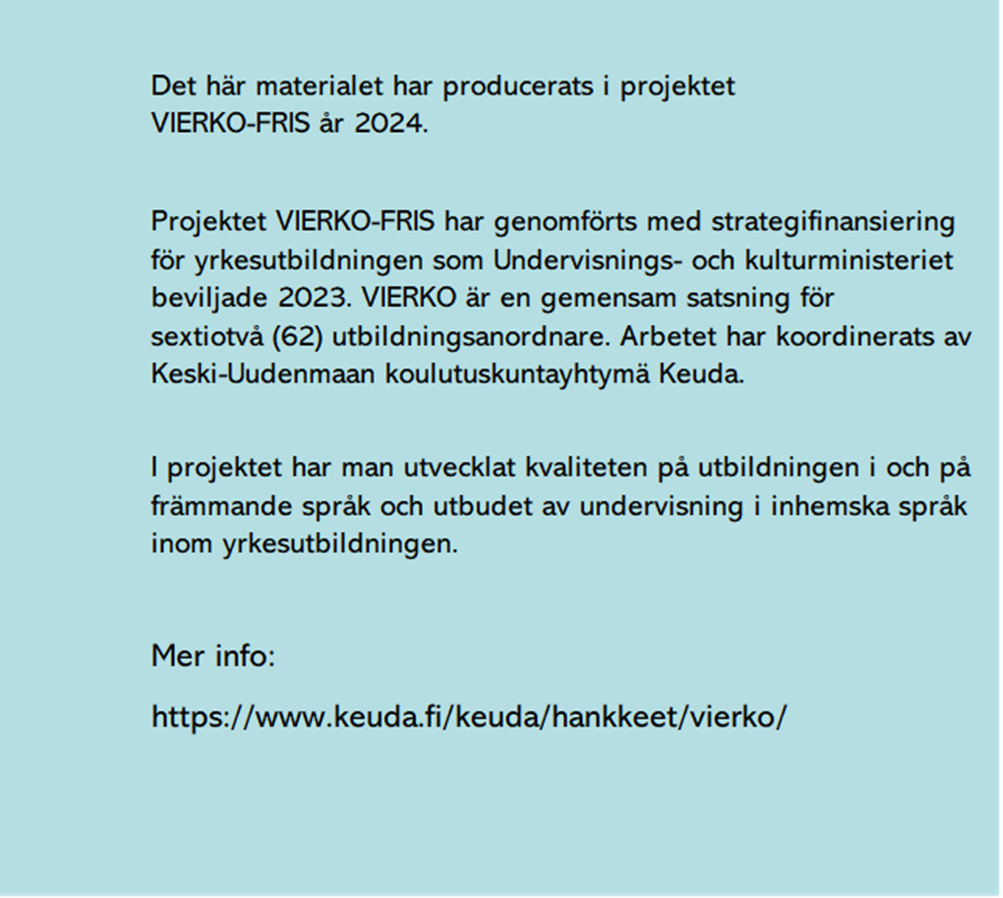 Det här materialet har producerats i projektet
VIERKO-FRIS år 2024.
Projektet VIERKO-FRIS har genomförts med strategifinansiering
för yrkesutbildningen som Undervisnings- och kulturministeriet
beviljade 2023. VIERKO är en gemensam satsning för
sextiotvå (62) utbildningsanordnare. Arbetet har koordinerats av
Keski-Uudenmaan koulutuskuntayhtymä Keuda.
I projektet har man utvecklat kvaliteten på utbildningen i och på
främmande språk och utbudet av undervisning i inhemska språk
inom yrkesutbildningen.
Mer info:
https://www.keuda.fi/keuda/hankkeet/vierko/